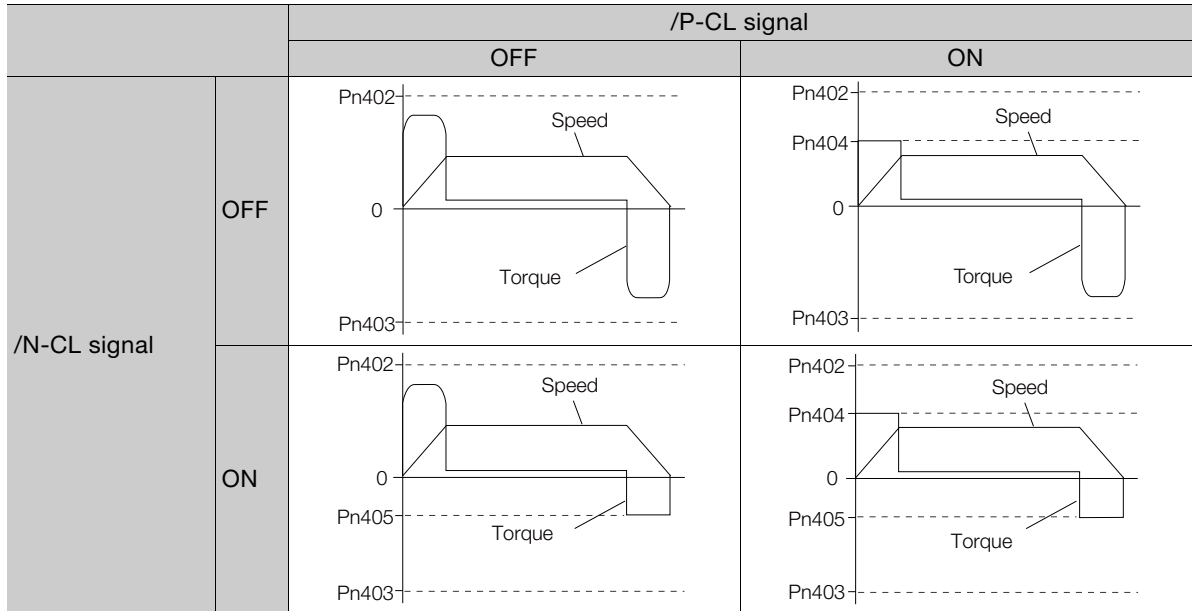 /P-CL signal
OFF
ON
/N-CL signal
OFF
Pn402
Speed
0
Torque
Pn403
Pn402
Speed
Pn404
0
Torque
Pn403
ON
Pn402
Speed
0
Pn405
Torque
Pn403
Pn402
Speed
Pn404
0
Pn405
Torque
Pn403